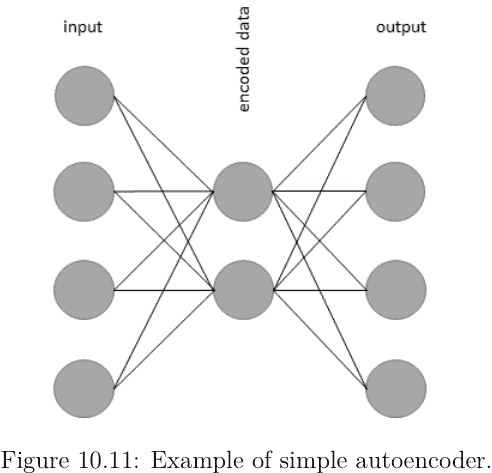 input
encoded data
output
Figure 10.11: Example of simple autoencoder.